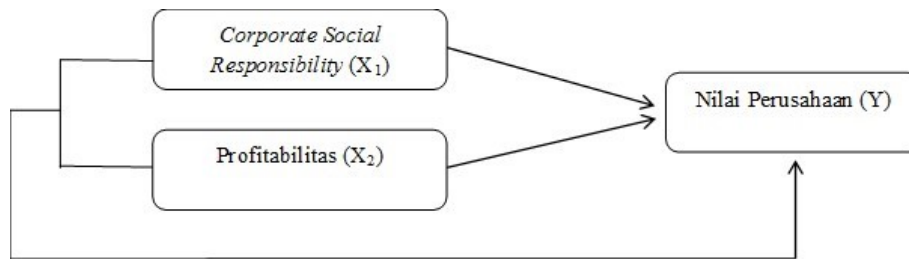 Corporate Social
Responsibility (X₁)
Nilai Perusahaan (Y)
Profitabilitas (X₂)